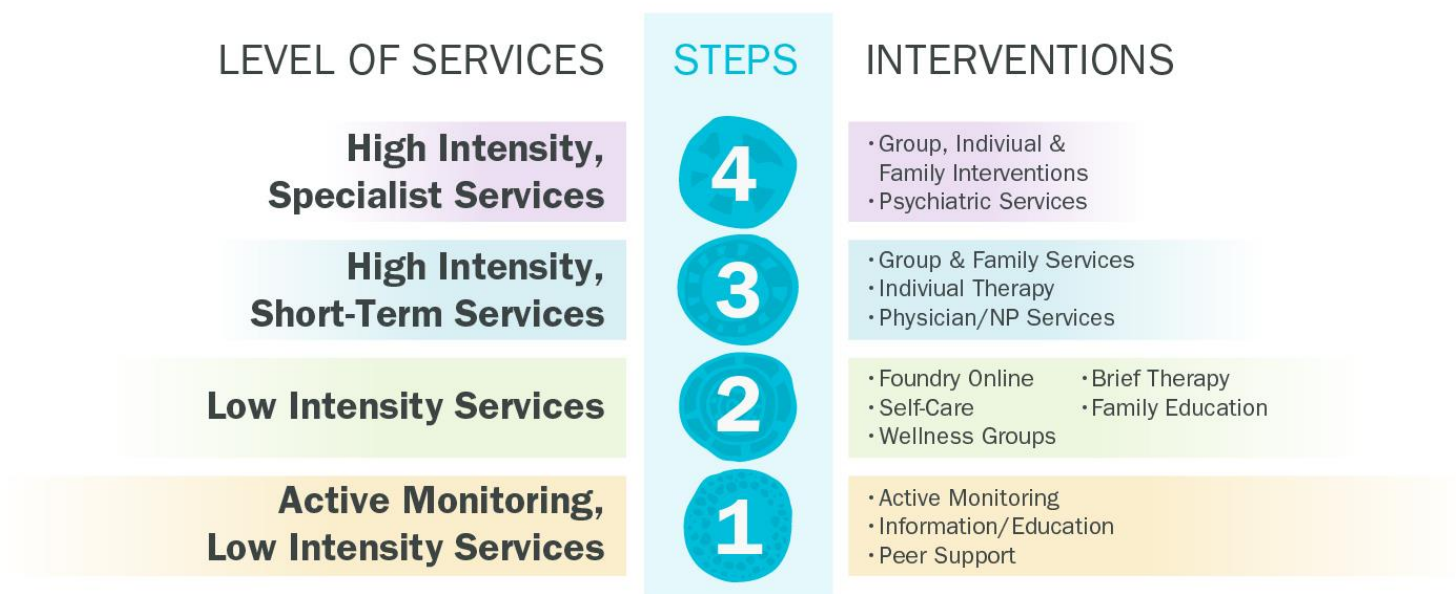 LEVEL OF SERVICES
STEPS
INTERVENTIONS
High Intensity,
Specialist Services
4
· Group, Indiviual &
Family Interventions
· Psychiatric Services
High Intensity,
Short-Term Services
3
· Group & Family Services
· Indiviual Therapy
· Physician/NP Services
Low Intensity Services
2
· Foundry Online
· Self-Care
· Wellness Groups
· Brief Therapy
· Family Education
Active Monitoring,
Low Intensity Services
1
· Active Monitoring
· Information/Education
· Peer Support